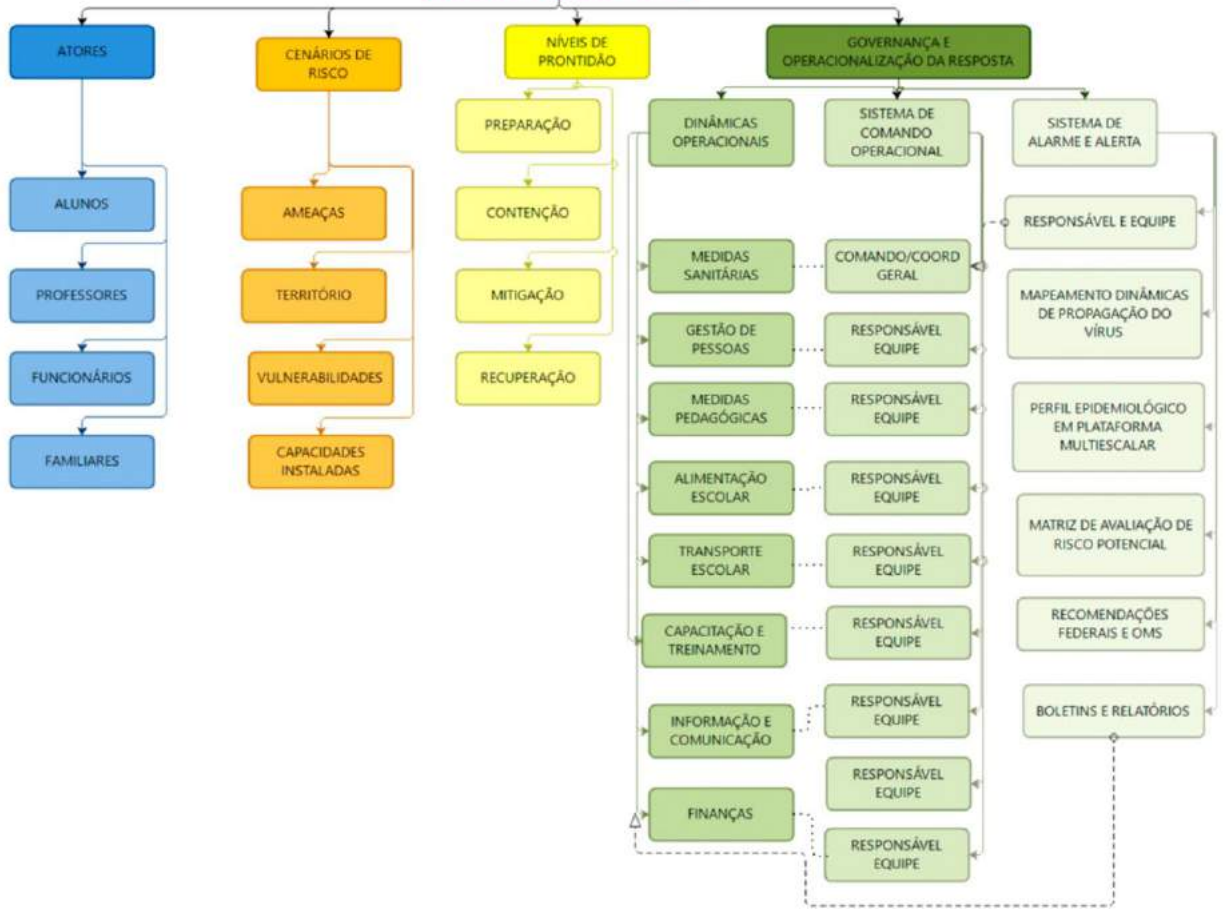 ATORES
CENÁRIOS DE
RISCO
NÍVEIS DE
PRONTIDÃO
GOVERNANÇA E
OPERACIONALIZAÇÃO DA RESPOSTA
ALUNOS
PROFESSORES
FUNCIONÁRIOS
FAMILIARES
AMEAÇAS
TERRITÓRIO
VULNERABILIDADES
CAPACIDADES
INSTALADAS
PREPARAÇÃO
CONTENÇÃO
MITIGAÇÃO
RECUPERAÇÃO
DINÂMICAS
OPERACIONAIS
MEDIDAS
SANITÁRIAS
GESTÃO DE
PESSOAS
MEDIDAS
PEDAGÓGICAS
ALIMENTAÇÃO
ESCOLAR
TRANSPORTE
ESCOLAR
CAPACITAÇÃO E
TREINAMENTO
INFORMAÇÃO E
COMUNICAÇÃO
FINANÇAS
SISTEMA DE
COMANDO
OPERACIONAL
COMANDO/COORD
GERAL
RESPONSÁVEL
EQUIPE
RESPONSÁVEL
EQUIPE
RESPONSÁVEL
EQUIPE
RESPONSÁVEL
EQUIPE
RESPONSÁVEL
EQUIPE
RESPONSÁVEL
EQUIPE
RESPONSÁVEL
EQUIPE
RESPONSÁVEL
EQUIPE
SISTEMA DE
ALARME E ALERTA
RESPONSÁVEL E EQUIPE
MAPEAMENTO DINÂMICAS
DE PROPAGAÇÃO DO
VÍRUS
PERFIL EPIDEMIOLÓGICO
EM PLATAFORMA
MULTIESCALAR
MATRIZ DE AVALIAÇÃO DE
RISCO POTENCIAL
RECOMENDAÇÕES
FEDERAIS E OMS
BOLETINS E RELATÓRIOS